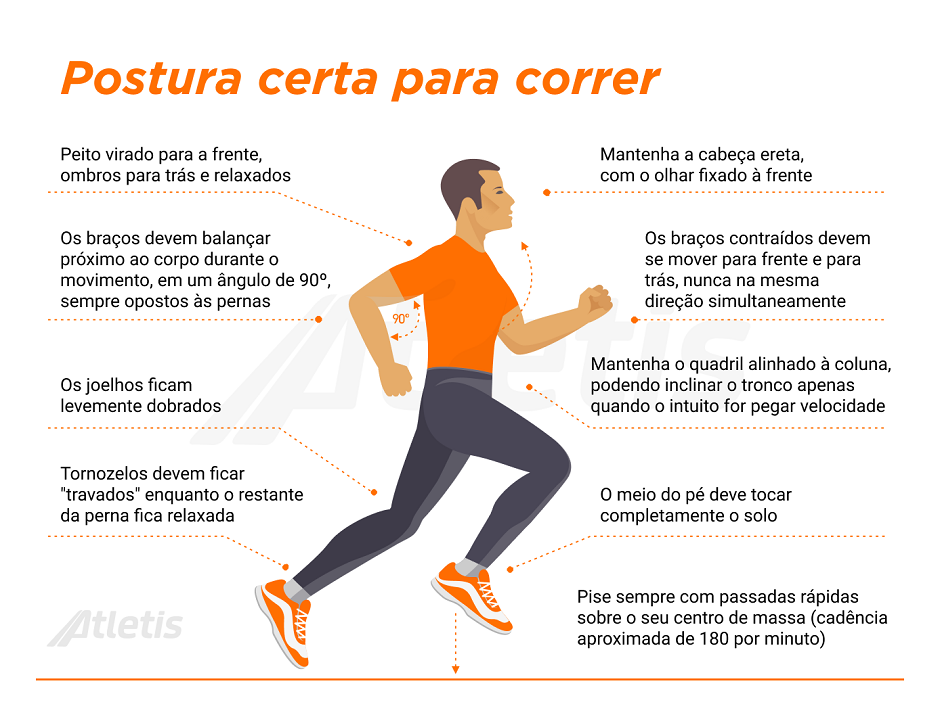 Postura certa para correr
Peito virado para a frente,
ombros para trás e relaxados
Os braços devem balançar
próximo ao corpo durante o
movimento, em um ângulo de 90º,
sempre opostos às pernas
90º
Os joelhos ficam
levemente dobrados
Tornozelos devem ficar
"travados" enquanto o restante
da perna fica relaxada
Mantenha a cabeça ereta,
com o olhar fixado à frente
Os braços contraídos devem
se mover para frente e para
trás, nunca na mesma
direção simultaneamente
Mantenha o quadril alinhado à coluna,
podendo inclinar o tronco apenas
quando o intuito for pegar velocidade
O meio do pé deve tocar
completamente o solo
Pise sempre com passadas rápidas
sobre o seu centro de massa (cadência
aproximada de 180 por minuto)
Atletis
Atletis